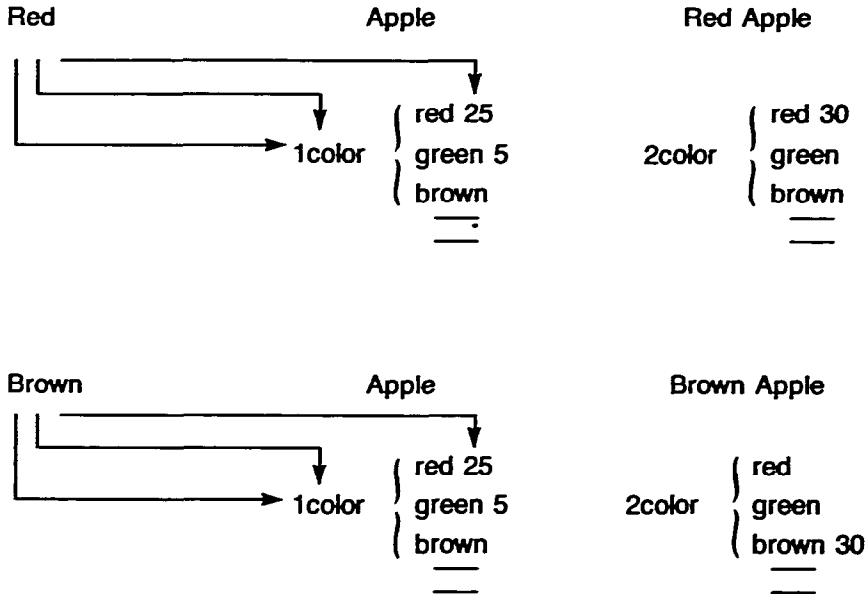 Red Apple Red Apple
red 25 red 30
1color green 5 2color green
brown brown
Brown Apple Brown Apple
red 25 red
1color green 5 2color green
brown brown 30